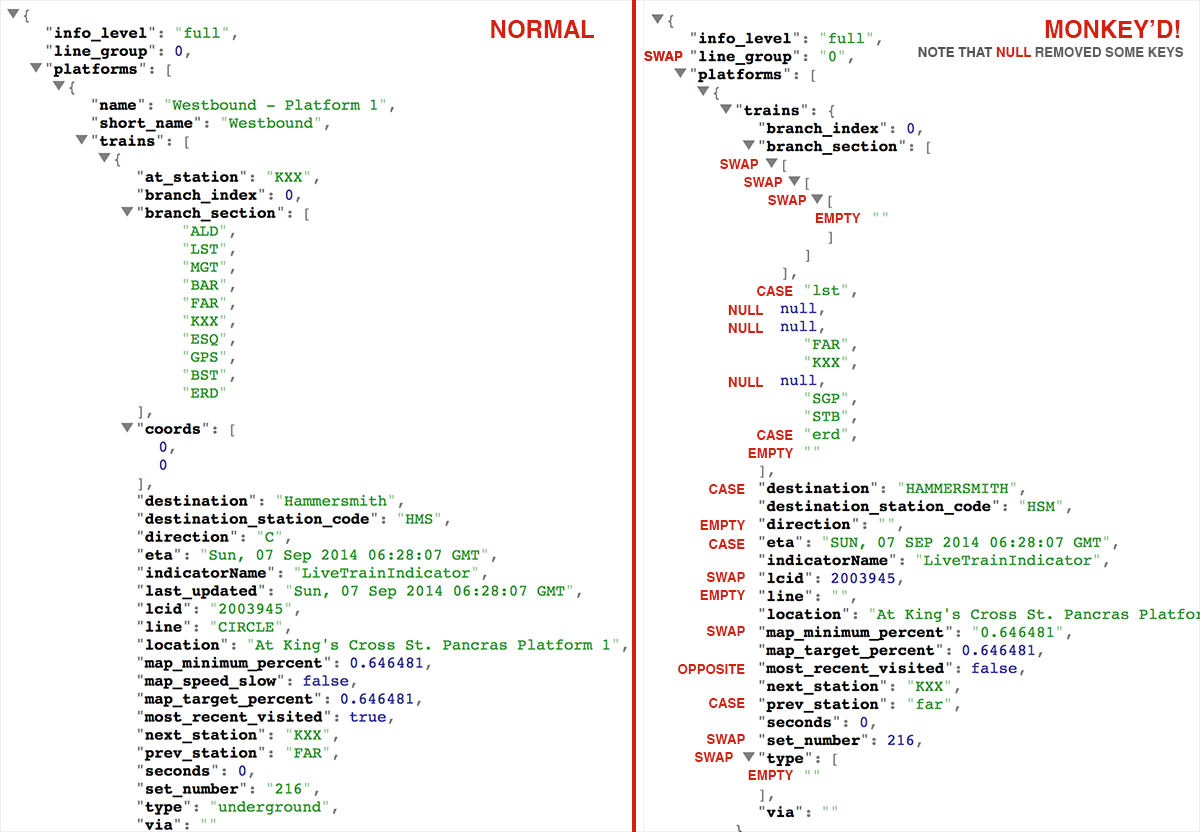 NORMAL
{
"info_level": "full",
"line_group": 0,
"platforms": [
{
"name": "Westbound - Platform 1",
"short_name": "Westbound",
"trains": [
{
"at_station": "KXX",
"branch_index": 0,
"branch_section": [
"ALD",
"LST",
"MGT",
"BAR",
"FAR",
"KXX",
"ESQ",
"GPS",
"BST",
"ERD"
],
"coords": [
0,
0
],
"destination": "Hammersmith",
"destination_station_code": "HMS",
"direction": "C",
"eta": "Sun, 07 Sep 2014 06:28:07 GMT",
"indicatorName": "LiveTrainIndicator",
"last_updated": "Sun, 07 Sep 2014 06:28:07 GMT",
"lcid": "2003945",
"line": "CIRCLE",
"location": "At King's Cross St. Pancras Platform 1",
"map_minimum_percent": 0.646481,
"map_speed_slow": false,
"map_target_percent": 0.646481,
"most_recent_visited": true,
"next_station": "KXX",
"prev_station": "FAR",
"seconds": 0,
"set_number": "216",
"type": "underground",
"via": ""
MONKEY'D!
NOTE THAT NULL REMOVED SOME KEYS
{
"info_level": "full",
SWAP "line_group": "0",
"platforms": [
{
"trains": {
"branch_index": 0,
"branch_section": [
SWAP [
SWAP [
SWAP [
EMPTY ""
]
]
],
CASE "lst",
NULL null,
NULL null,
"FAR",
"KXX",
NULL null,
"SGP",
"STB",
CASE "erd",
EMPTY ""
],
CASE "destination": "HAMMERSMITH",
"destination_station_code": "HSM",
EMPTY "direction": "",
CASE "eta": "SUN, 07 SEP 2014 06:28:07 GMT",
"indicatorName": "LiveTrainIndicator",
SWAP "lcid": 2003945,
EMPTY "line": "",
"location": "At King's Cross St. Pancras Platfor
SWAP "map_minimum_percent": "0.646481",
"map_target_percent": 0.646481,
OPPOSITE "most_recent_visited": false,
"next_station": "KXX",
CASE "prev_station": "far",
"seconds": 0,
SWAP "set_number": 216,
SWAP "type": [
EMPTY ""
],
"via": ""
}